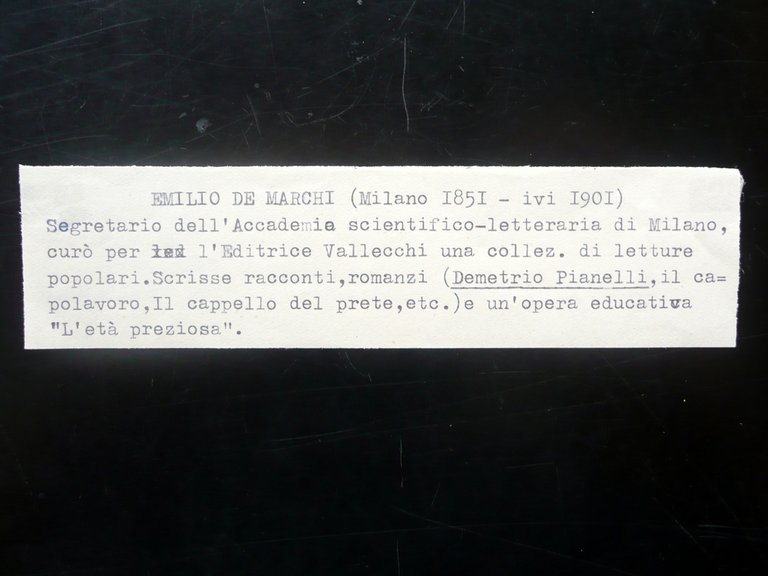 EMILIO DE MARCHI (Milano I85I - ivi I90I)
Segretario dell'Accademia scientifico-letteraria di Milano,
curò per l'Editrice Vallecchi una collez. di letture
popolari.Scrisse racconti,romanzi (Demetrio Pianelli,il ca=
polavoro,Il cappello del prete,etc.)e un'opera educativa
"L'età preziosa".